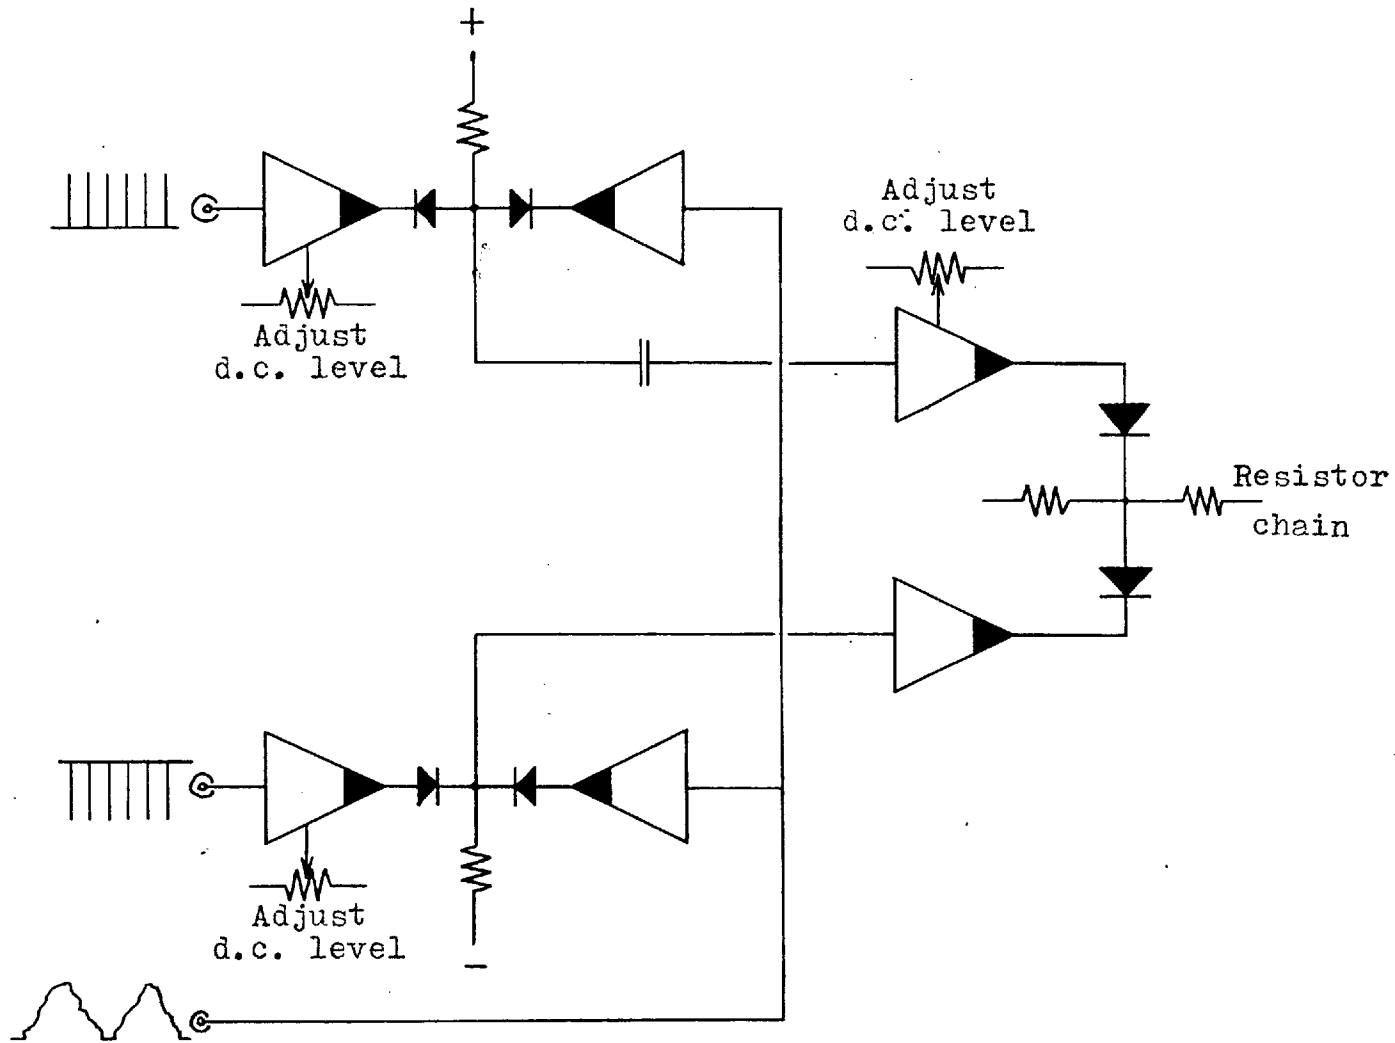 +
Adjust
d.c. level
Adjust
d.c. level
Resistor
chain
Adjust
d.c. level
−